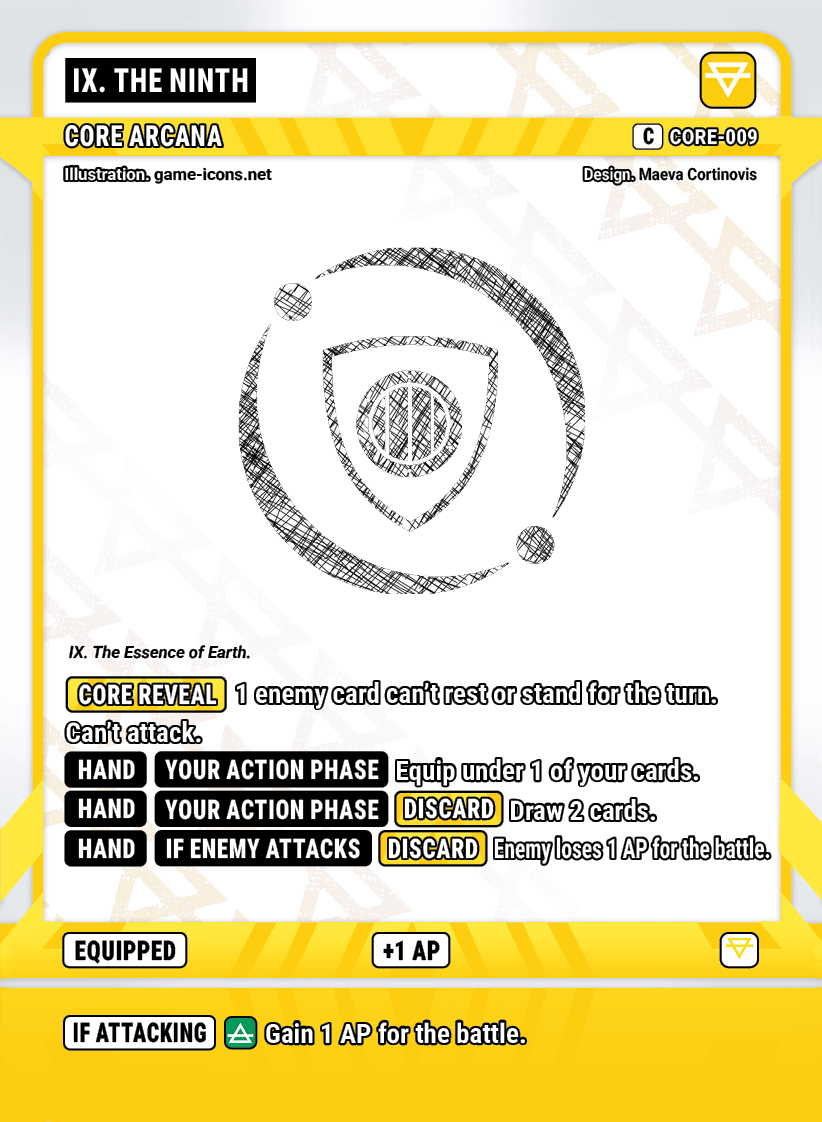 IX. THE NINTH
CORE ARCANA C CORE-009
Illustration. game-icons.net Design. Maeva Cortinovis
IX. The Essence of Earth.
CORE REVEAL 1 enemy card can't rest or stand for the turn.
Can't attack.
HAND YOUR ACTION PHASE Equip under 1 of your cards.
HAND YOUR ACTION PHASE DISCARD Draw 2 cards.
HAND IF ENEMY ATTACKS DISCARD Enemy loses 1 AP for the battle.
EQUIPPED +1 AP
IF ATTACKING Gain 1 AP for the battle.